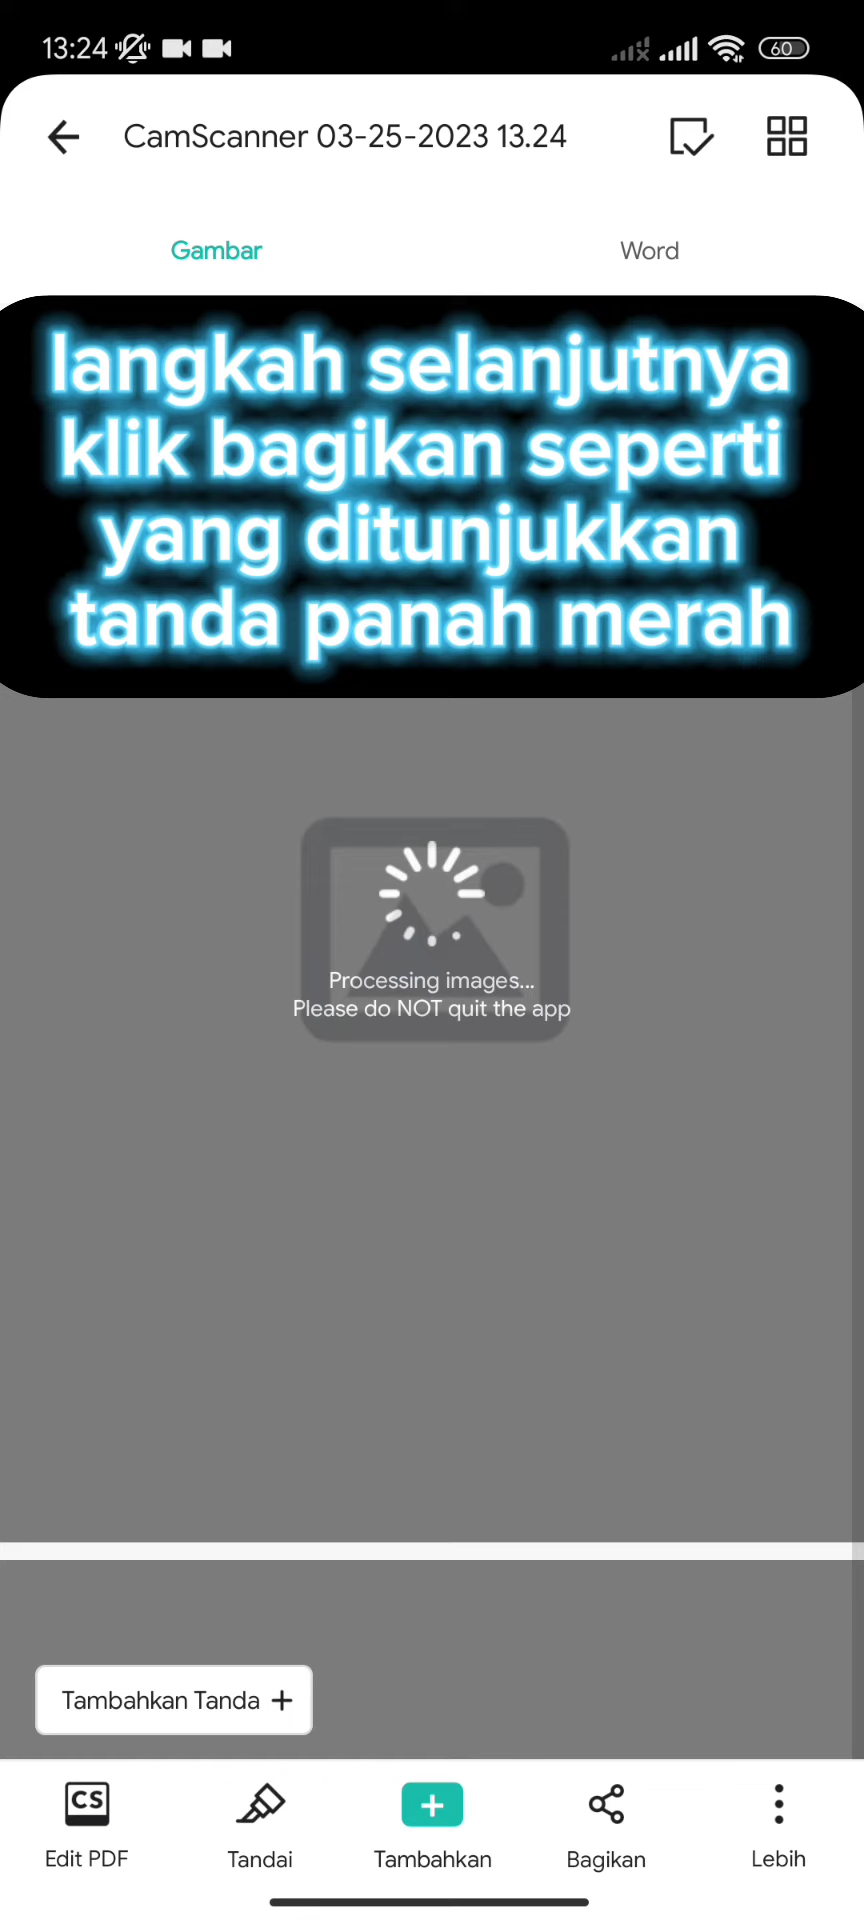 13:24
60
CamScanner 03-25-2023 13.24
Gambar
Word
langkah selanjutnya
klik bagikan seperti
yang ditunjukkan
tanda panah merah
Processing images...
Please do NOT quit the app
Tambahkan Tanda +
CS
Edit PDF
Tandai
Tambahkan
Bagikan
Lebih